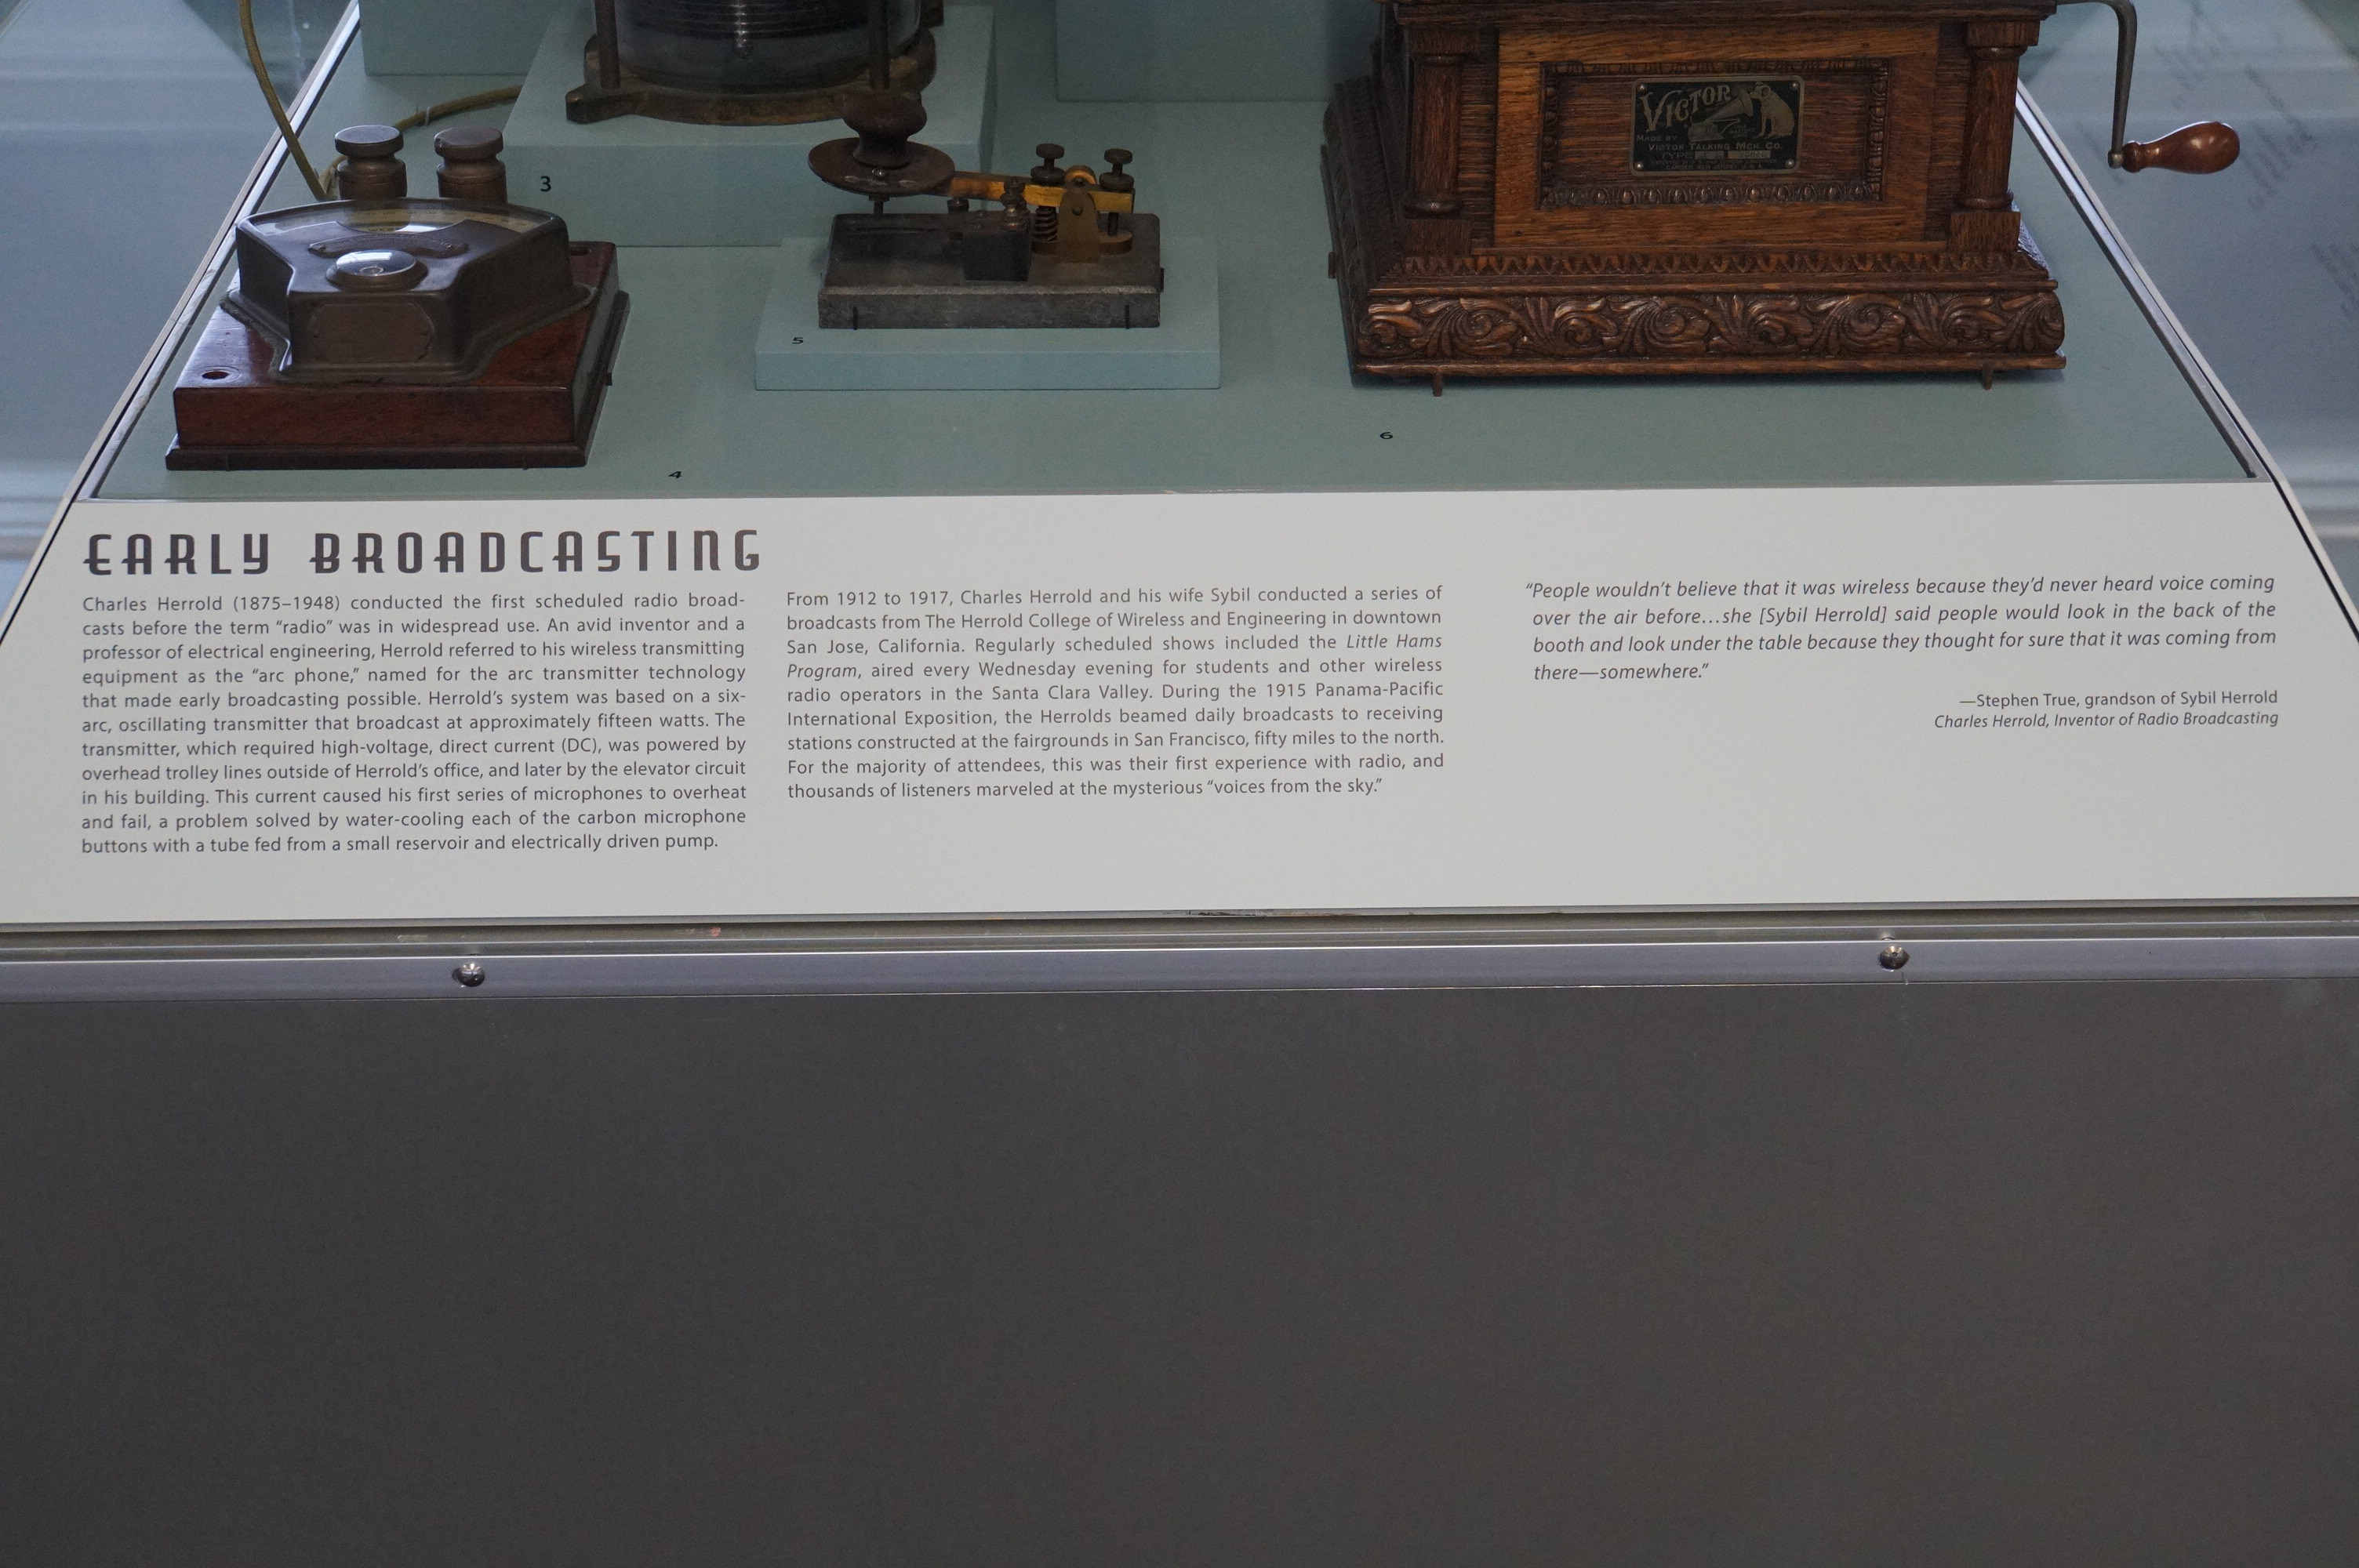 VICTOR
MADE BY
VICTOR TALKING MCH. CO.
TYPE
3
5
6
4
EARLY BROADCASTING
Charles Herrold (1875–1948) conducted the first scheduled radio broad-
casts before the term “radio” was in widespread use. An avid inventor and a
professor of electrical engineering, Herrold referred to his wireless transmitting
equipment as the “arc phone,” named for the arc transmitter technology
that made early broadcasting possible. Herrold’s system was based on a six-
arc, oscillating transmitter that broadcast at approximately fifteen watts. The
transmitter, which required high-voltage, direct current (DC), was powered by
overhead trolley lines outside of Herrold’s office, and later by the elevator circuit
in his building. This current caused his first series of microphones to overheat
and fail, a problem solved by water-cooling each of the carbon microphone
buttons with a tube fed from a small reservoir and electrically driven pump.
From 1912 to 1917, Charles Herrold and his wife Sybil conducted a series of
broadcasts from The Herrold College of Wireless and Engineering in downtown
San Jose, California. Regularly scheduled shows included the Little Hams
Program, aired every Wednesday evening for students and other wireless
radio operators in the Santa Clara Valley. During the 1915 Panama-Pacific
International Exposition, the Herrolds beamed daily broadcasts to receiving
stations constructed at the fairgrounds in San Francisco, fifty miles to the north.
For the majority of attendees, this was their first experience with radio, and
thousands of listeners marveled at the mysterious “voices from the sky.”
“People wouldn’t believe that it was wireless because they’d never heard voice coming
over the air before…she [Sybil Herrold] said people would look in the back of the
booth and look under the table because they thought for sure that it was coming from
there—somewhere.”
—Stephen True, grandson of Sybil Herrold
Charles Herrold, Inventor of Radio Broadcasting